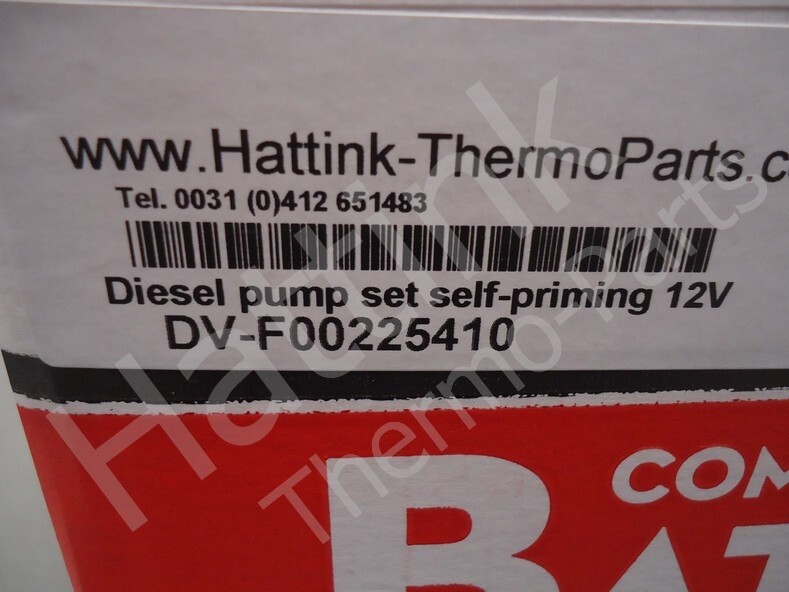 www.Hattink-ThermoParts.c
Tel. 0031 (0)412 651483
Diesel pump set self-priming 12V
DV-F00225410
COM
BAT
Hattink
Thermo-Parts